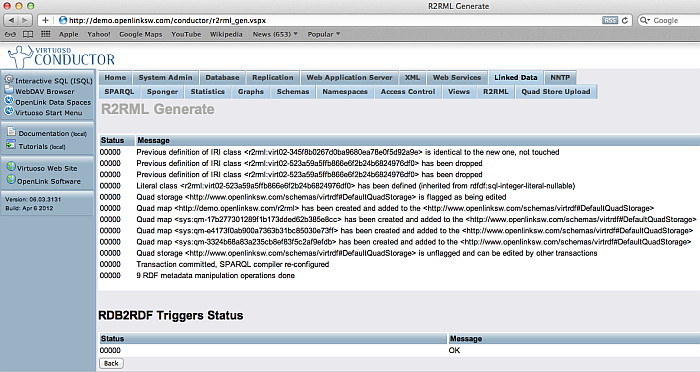 R2RML Generate
http://demo.openlinksw.com/conductor/r2rml_gen.vspx
RSS
Google
Apple Yahoo! Google Maps YouTube Wikipedia News (653) Popular
VIRTUOSO
CONDUCTOR
Interactive SQL (ISQL)
WebDAV Browser
OpenLink Data Spaces
Virtuoso Start Menu
Documentation (local)
Tutorials (local)
Virtuoso Web Site
OpenLink Software
Version: 06.03.3131
Build: Apr 6 2012
Home System Admin Database Replication Web Application Server XML Web Services Linked Data NNTP
SPARQL Sponger Statistics Graphs Schemas Namespaces Access Control Views R2RML Quad Store Upload
R2RML Generate
Status Message
00000 Previous definition of IRI class <r2rml:virt02-345f8b0267d0ba9680ea78e0f5d92a9e> is identical to the new one, not touched
00000 Previous definition of IRI class <r2rml:virt02-523a59a5ffb866e6f2b24b6824976df0> has been dropped
00000 Previous definition of IRI class <r2rml:virt02-523a59a5ffb866e6f2b24b6824976df0> has been dropped
00000 Literal class <r2rml:virt02-523a59a5ffb866e6f2b24b6824976df0> has been defined (inherited from rdfdf:sql-integer-literal-nullable)
00000 Quad storage <http://www.openlinksw.com/schemas/virtrdf#DefaultQuadStorage> is flagged as being edited
00000 Quad map <http://demo.openlinksw.com/r2rml> has been created and added to the <http://www.openlinksw.com/schemas/virtrdf#DefaultQuadStorage>
00000 Quad map <sys:qm-17b277301289f1b173dded62b385e8cc> has been created and added to the <http://www.openlinksw.com/schemas/virtrdf#DefaultQuadStorage>
00000 Quad map <sys:qm-e4173f0ab900a7363b31bc85030e73ff> has been created and added to the <http://www.openlinksw.com/schemas/virtrdf#DefaultQuadStorage>
00000 Quad map <sys:qm-3324b68a83a235cb8ef83f5c2af9efdb> has been created and added to the <http://www.openlinksw.com/schemas/virtrdf#DefaultQuadStorage>
00000 Quad storage <http://www.openlinksw.com/schemas/virtrdf#DefaultQuadStorage> is unflagged and can be edited by other transactions
00000 Transaction committed, SPARQL compiler re-configured
00000 9 RDF metadata manipulation operations done
RDB2RDF Triggers Status
Status Message
00000 OK
Back